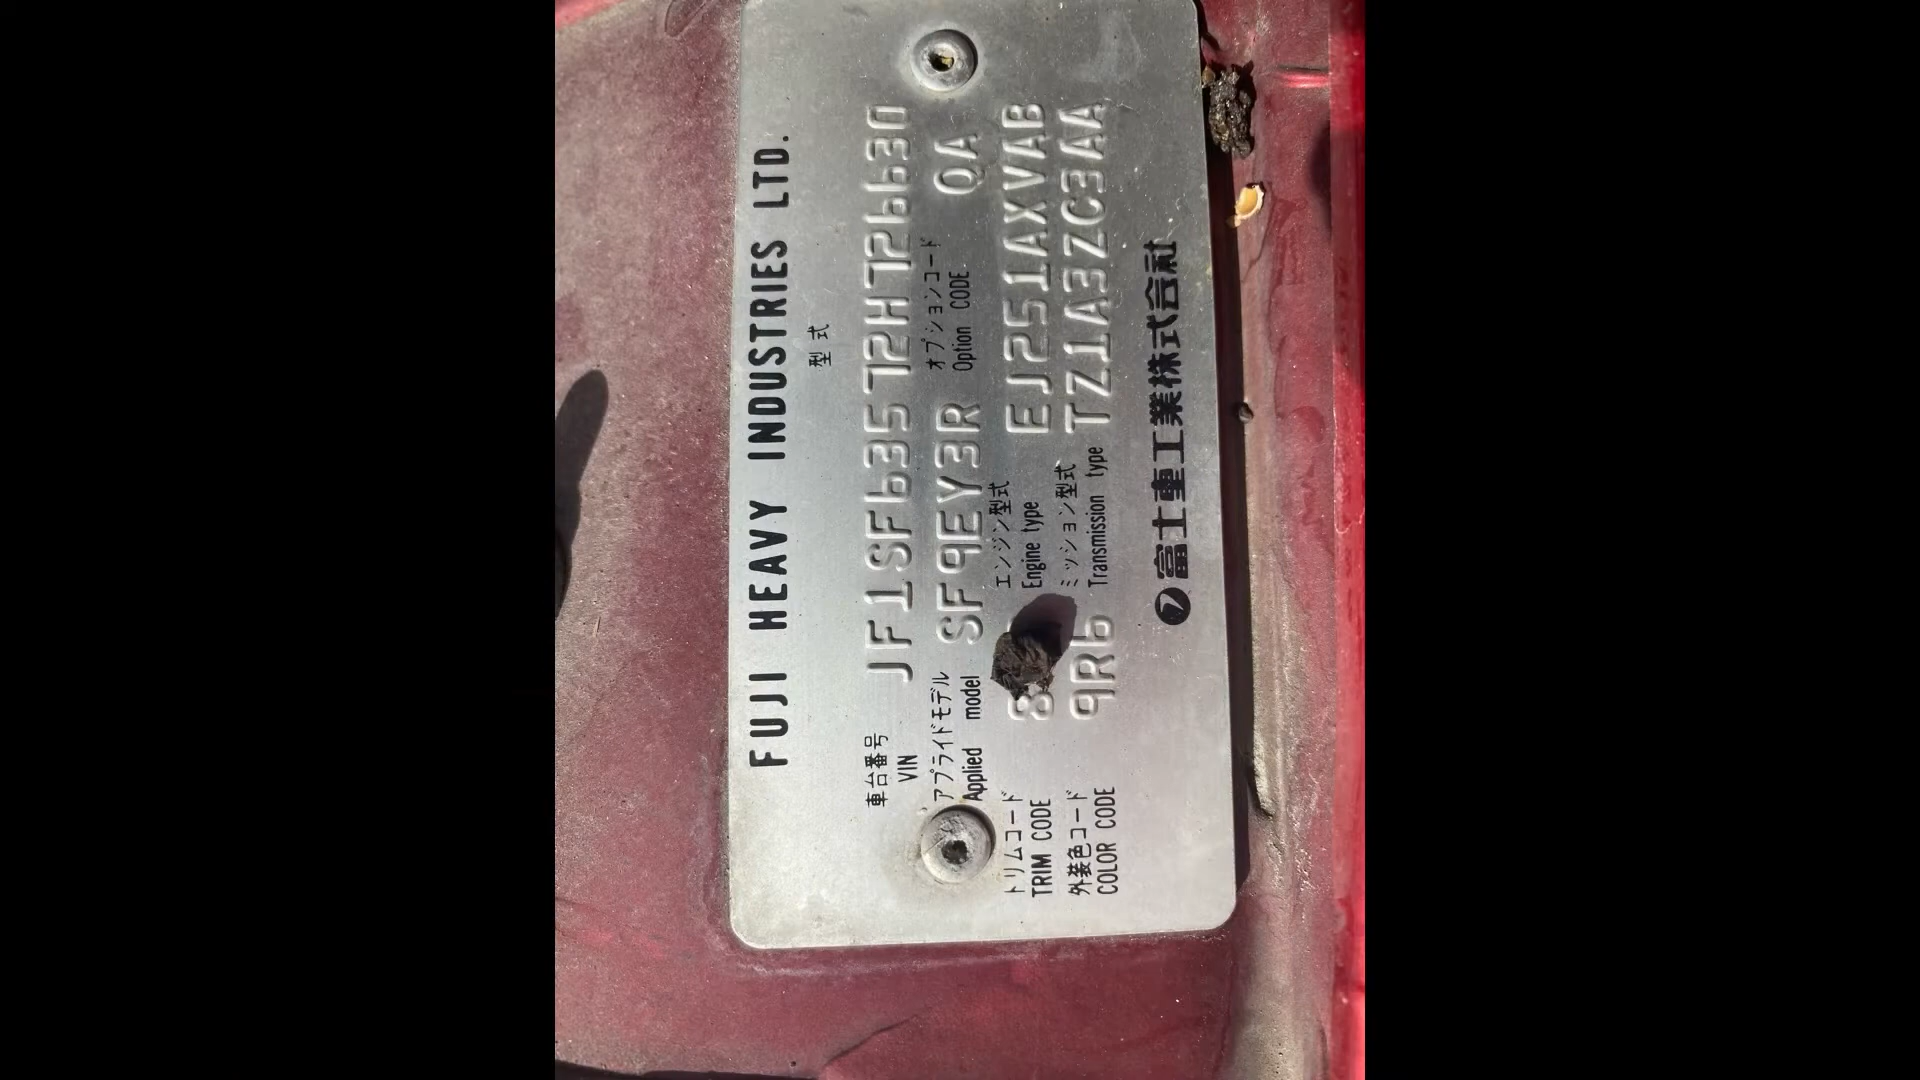 FUJI HEAVY INDUSTRIES LTD.
型式
車台番号
VIN JF1SF63572H726630
アプライドモデル オプションコード
Applied model SF9EY3R Option CODE QA
トリムコード エンジン型式
TRIM CODE Engine type EJ251AXVAB
外装色コード ミッション型式
COLOR CODE 9R6 Transmission type TZ1A3ZC3AA
富士重工業株式会社